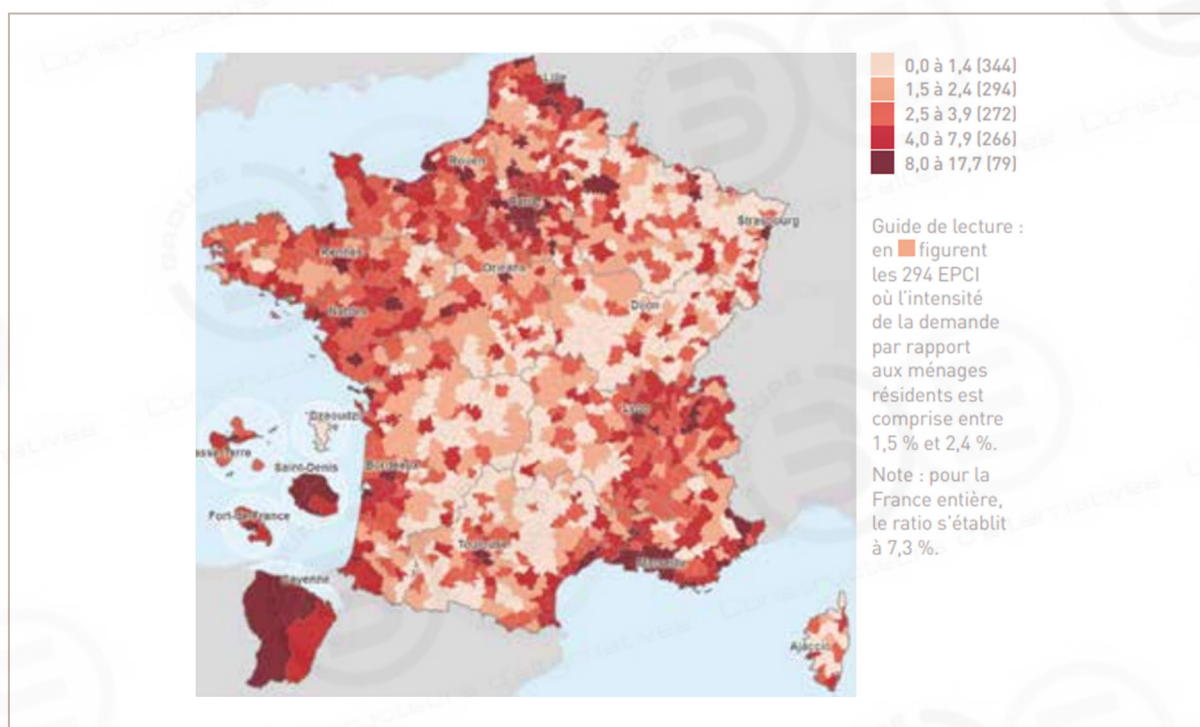 Lille
Rouen
Paris
Strasbourg
Rennes
Orléans
Dijon
Nantes
Lyon
Dzaoudzi
asse-Terre
Saint-Denis
Bordeaux
Fort-de-France
Toulouse
Marseille
Cayenne
Ajaccio
0,0 à 1,4 (344)
1,5 à 2,4 (294)
2,5 à 3,9 (272)
4,0 à 7,9 (266)
8,0 à 17,7 (79)
Guide de lecture :
en figurent
les 294 EPCI
où l’intensité
de la demande
par rapport
aux ménages
résidents est
comprise entre
1,5 % et 2,4 %.
Note : pour la
France entière,
le ratio s’établit
à 7,3 %.
GROUPE